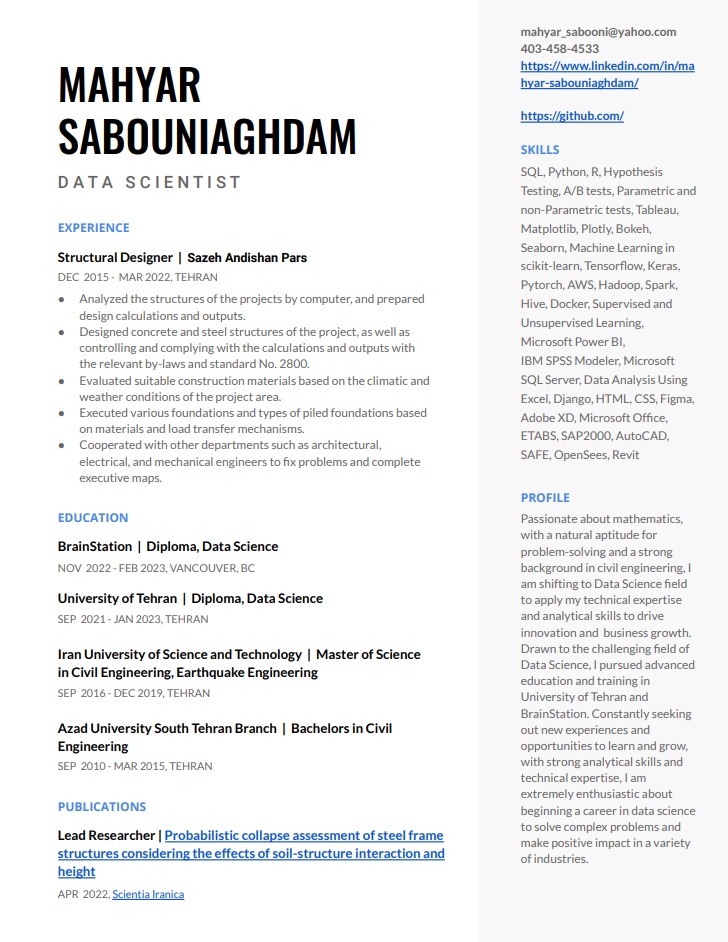 MAHYAR
SABOUNIAGHDAM
DATA SCIENTIST
EXPERIENCE
Structural Designer | Sazeh Andishan Pars
DEC 2015 - MAR 2022, TEHRAN
● Analyzed the structures of the projects by computer, and prepared
design calculations and outputs.
● Designed concrete and steel structures of the project, as well as
controlling and complying with the calculations and outputs with
the relevant by-laws and standard No. 2800.
● Evaluated suitable construction materials based on the climatic and
weather conditions of the project area.
● Executed various foundations and types of piled foundations based
on materials and load transfer mechanisms.
● Cooperated with other departments such as architectural,
electrical, and mechanical engineers to fix problems and complete
executive maps.
EDUCATION
BrainStation | Diploma, Data Science
NOV 2022 - FEB 2023, VANCOUVER, BC
University of Tehran | Diploma, Data Science
SEP 2021 - JAN 2023, TEHRAN
Iran University of Science and Technology | Master of Science
in Civil Engineering, Earthquake Engineering
SEP 2016 - DEC 2019, TEHRAN
Azad University South Tehran Branch | Bachelors in Civil
Engineering
SEP 2010 - MAR 2015, TEHRAN
PUBLICATIONS
Lead Researcher | Probabilistic collapse assessment of steel frame
structures considering the effects of soil-structure interaction and
height
APR 2022, Scientia Iranica
mahyar_sabooni@yahoo.com
403-458-4533
https://www.linkedin.com/in/ma
hyar-sabouniaghdam/
https://github.com/
SKILLS
SQL, Python, R, Hypothesis
Testing, A/B tests, Parametric and
non-Parametric tests, Tableau,
Matplotlib, Plotly, Bokeh,
Seaborn, Machine Learning in
scikit-learn, Tensorflow, Keras,
Pytorch, AWS, Hadoop, Spark,
Hive, Docker, Supervised and
Unsupervised Learning,
Microsoft Power BI,
IBM SPSS Modeler, Microsoft
SQL Server, Data Analysis Using
Excel, Django, HTML, CSS, Figma,
Adobe XD, Microsoft Office,
ETABS, SAP2000, AutoCAD,
SAFE, OpenSees, Revit
PROFILE
Passionate about mathematics,
with a natural aptitude for
problem-solving and a strong
background in civil engineering, I
am shifting to Data Science field
to apply my technical expertise
and analytical skills to drive
innovation and business growth.
Drawn to the challenging field of
Data Science, I pursued advanced
education and training in
University of Tehran and
BrainStation. Constantly seeking
out new experiences and
opportunities to learn and grow,
with strong analytical skills and
technical expertise, I am
extremely enthusiastic about
beginning a career in data science
to solve complex problems and
make positive impact in a variety
of industries.